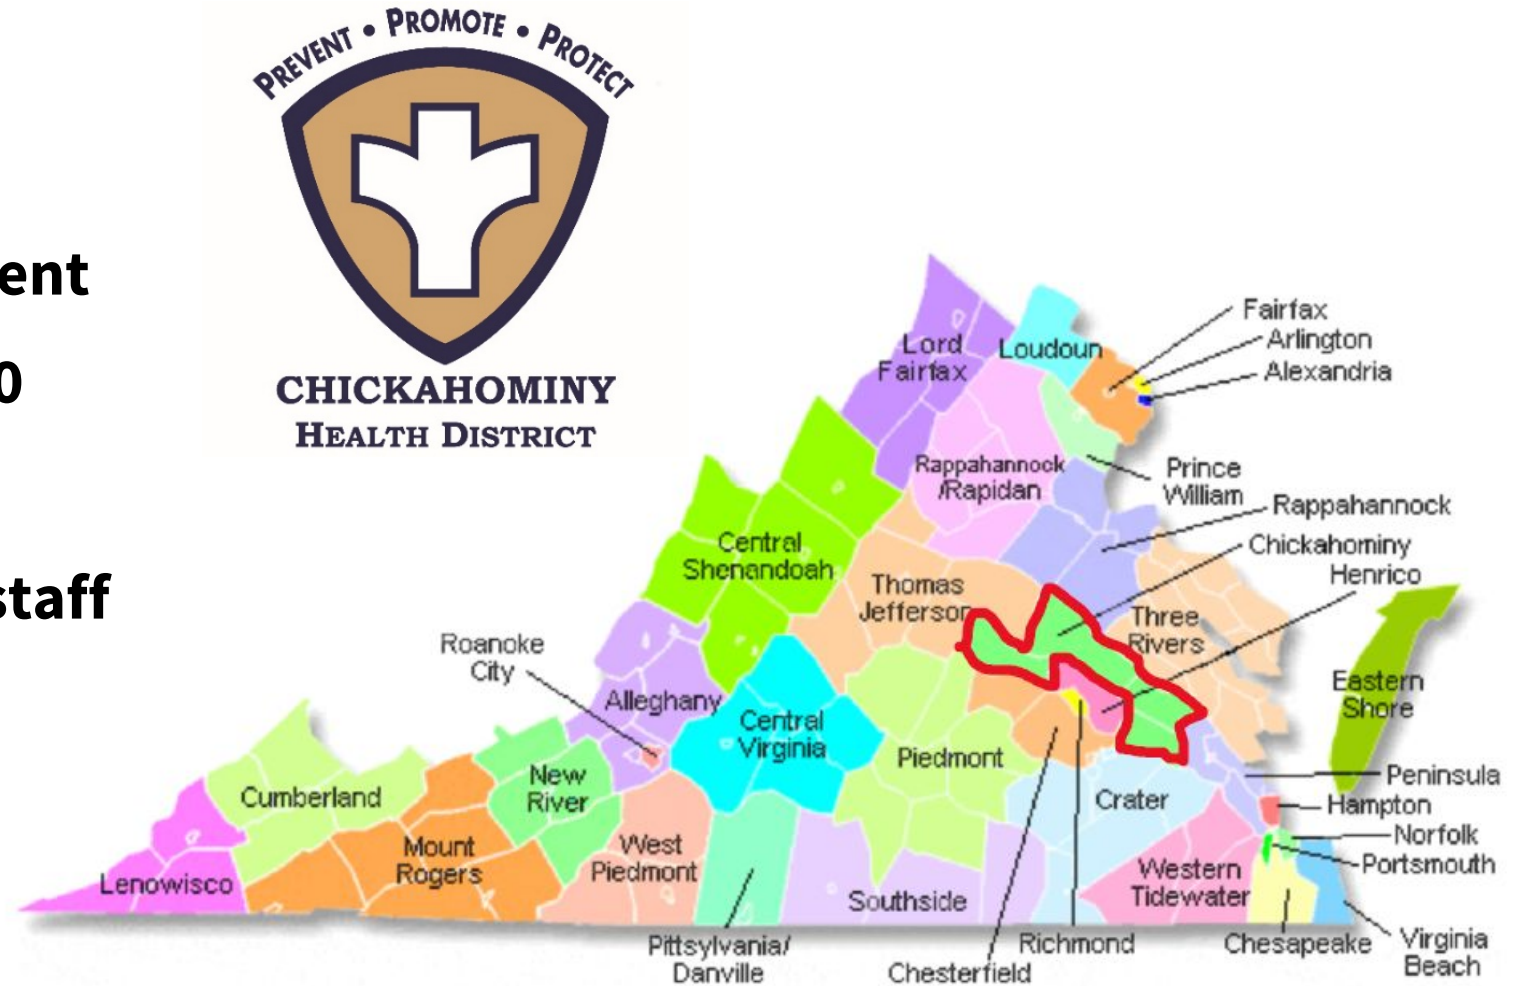 PREVENT • PROMOTE • PROTECT
CHICKAHOMINY
HEALTH DISTRICT
ent
0
staff
Fairfax
Arlington
Alexandria
Lord
Fairfax
Loudoun
Rappahannock
/Rapidan
Prince
William
Rappahannock
Chickahominy
Henrico
Central
Shenandoah
Thomas
Jefferson
Three
Rivers
Roanoke
City
Alleghany
Central
Virginia
Piedmont
Eastern
Shore
Cumberland
New
River
Crater
Peninsula
Hampton
Norfolk
Portsmouth
Mount
Rogers
West
Piedmont
Western
Tidewater
Lenowisco
Southside
Pittsylvania/
Danville
Chesterfield
Richmond
Chesapeake
Virginia
Beach